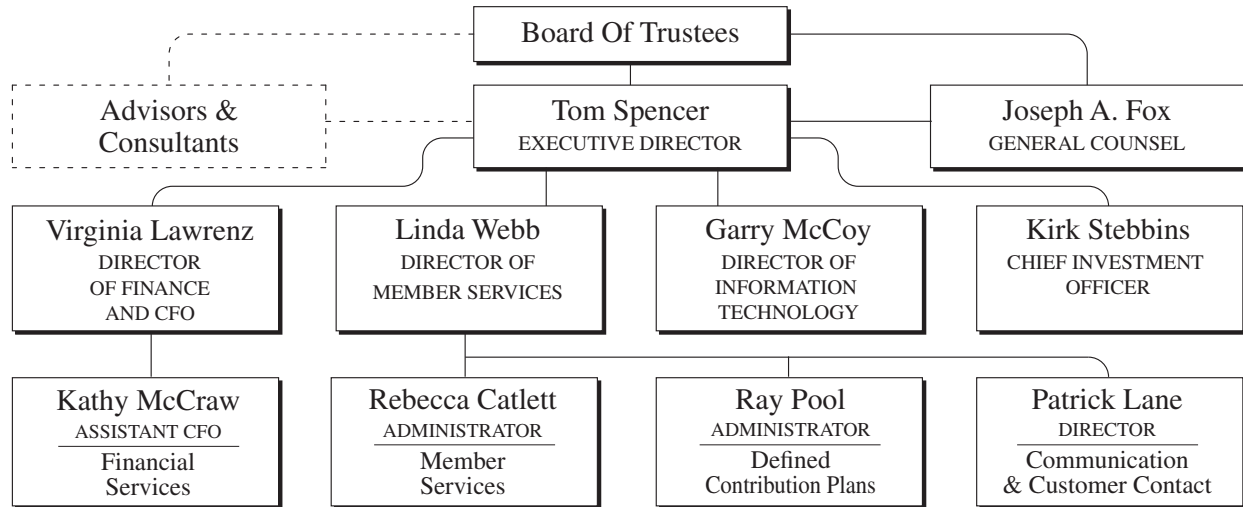 Board Of Trustees
Advisors &
Consultants
Tom Spencer
EXECUTIVE DIRECTOR
Joseph A. Fox
GENERAL COUNSEL
Virginia Lawrenz
DIRECTOR
OF FINANCE
AND CFO
Linda Webb
DIRECTOR OF
MEMBER SERVICES
Garry McCoy
DIRECTOR OF
INFORMATION
TECHNOLOGY
Kirk Stebbins
CHIEF INVESTMENT
OFFICER
Kathy McCraw
ASSISTANT CFO
Financial
Services
Rebecca Catlett
ADMINISTRATOR
Member
Services
Ray Pool
ADMINISTRATOR
Defined
Contribution Plans
Patrick Lane
DIRECTOR
Communication
& Customer Contact